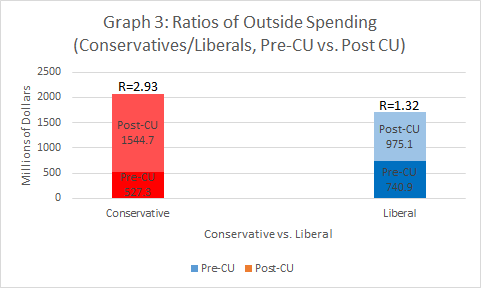 Graph 3: Ratios of Outside Spending
(Conservatives/Liberals, Pre-CU vs. Post CU)
Millions of Dollars
2500
2000
1500
1000
500
0
R=2.93
Post-CU
1544.7
Pre-CU
527.3
R=1.32
Post-CU
975.1
Pre-CU
740.9
Conservative
Liberal
Conservative vs. Liberal
Pre-CU
Post-CU